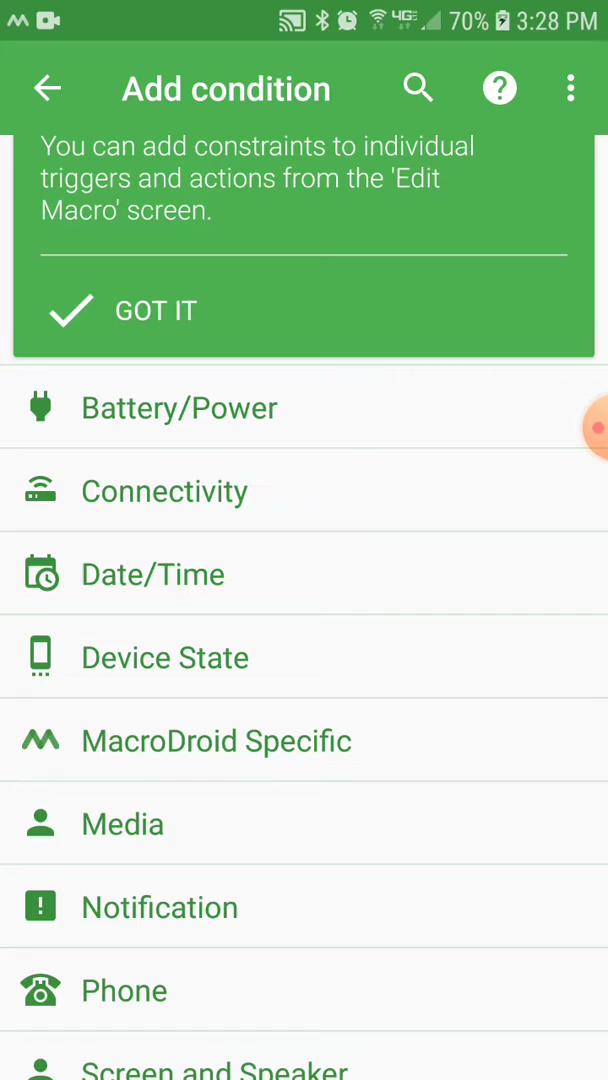 70% 3:28 PM
Add condition
You can add constraints to individual
triggers and actions from the 'Edit
Macro' screen.
GOT IT
Battery/Power
Connectivity
Date/Time
Device State
MacroDroid Specific
Media
Notification
Phone
Screen and Speaker